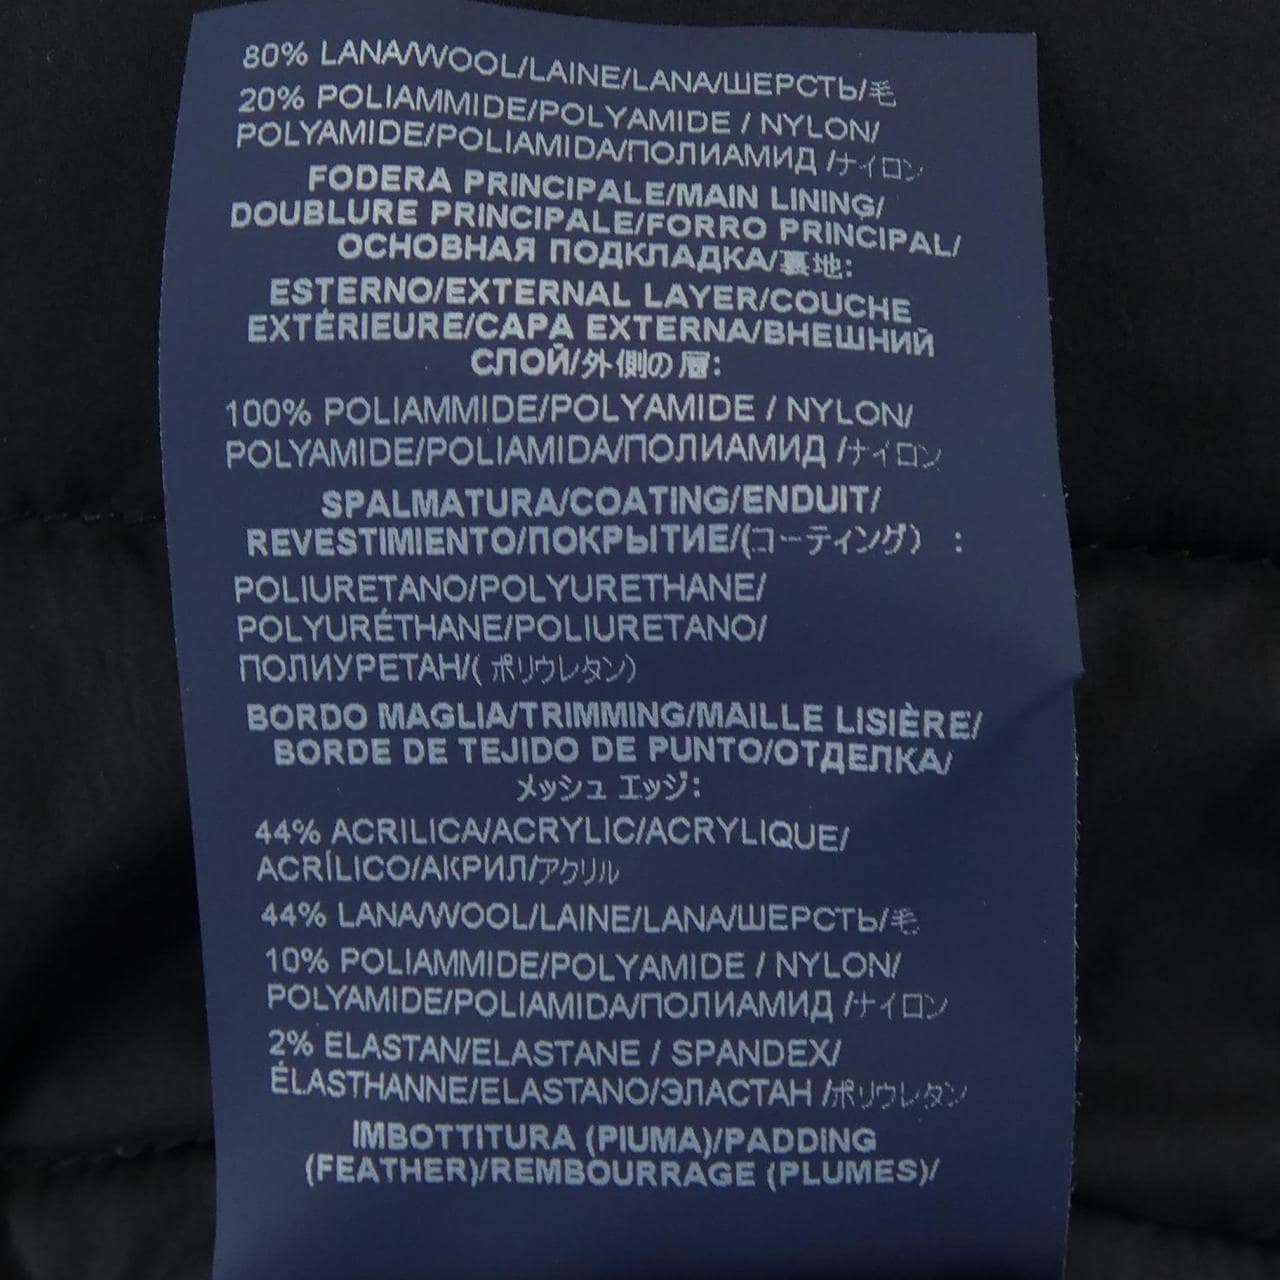 80% LANA/WOOL/LAINE/LANA/ШЕРСТЬ/毛
20% POLIAMMIDE/POLYAMIDE / NYLON/
POLYAMIDE/POLIAMIDA/ПОЛИАМИД /ナイロン
FODERA PRINCIPALE/MAIN LINING/
DOUBLURE PRINCIPALE/FORRO PRINCIPAL/
ОСНОВНАЯ ПОДКЛАДКА/裏地:
ESTERNO/EXTERNAL LAYER/COUCHE
EXTÉRIEURE/CAPA EXTERNA/ВНЕШНИЙ
СЛОЙ/外側の層:
100% POLIAMMIDE/POLYAMIDE / NYLON/
POLYAMIDE/POLIAMIDA/ПОЛИАМИД /ナイロン
SPALMATURA/COATING/ENDUIT/
REVESTIMIENTO/ПОКРЫТИЕ/(コーティング) :
POLIURETANO/POLYURETHANE/
POLYURÉTHANE/POLIURETANO/
ПОЛИУРЕТАН/( ポリウレタン)
BORDO MAGLIA/TRIMMING/MAILLE LISIÈRE/
BORDE DE TEJIDO DE PUNTO/ОТДЕЛКА/
メッシュ エッジ:
44% ACRILICA/ACRYLIC/ACRYLIQUE/
ACRÍLICO/АКРИЛ/アクリル
44% LANA/WOOL/LAINE/LANA/ШЕРСТЬ/毛
10% POLIAMMIDE/POLYAMIDE / NYLON/
POLYAMIDE/POLIAMIDA/ПОЛИАМИД /ナイロン
2% ELASTAN/ELASTANE / SPANDEX/
ÉLASTHANNE/ELASTANO/ЭЛАСТАН /ポリウレタン
IMBOTTITURA (PIUMA)/PADDING
(FEATHER)/REMBOURRAGE (PLUMES)/